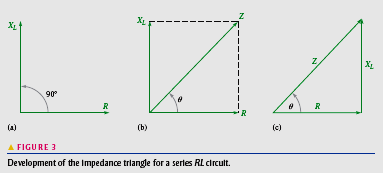 X_L
90°
R
(a)
X_L
Z
θ
R
(b)
Z
X_L
θ
R
(c)
▲ FIGURE 3
Development of the impedance triangle for a series RL circuit.